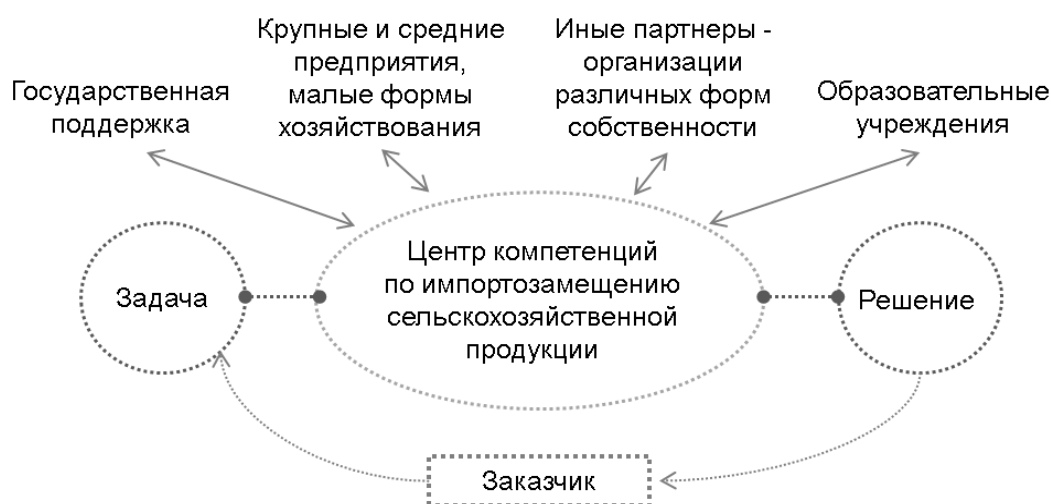 Государственная
поддержка
Крупные и средние
предприятия,
малые формы
хозяйствования
Иные партнеры -
организации
различных форм
собственности
Образовательные
учреждения
Задача
Центр компетенций
по импортозамещению
сельскохозяйственной
продукции
Решение
Заказчик